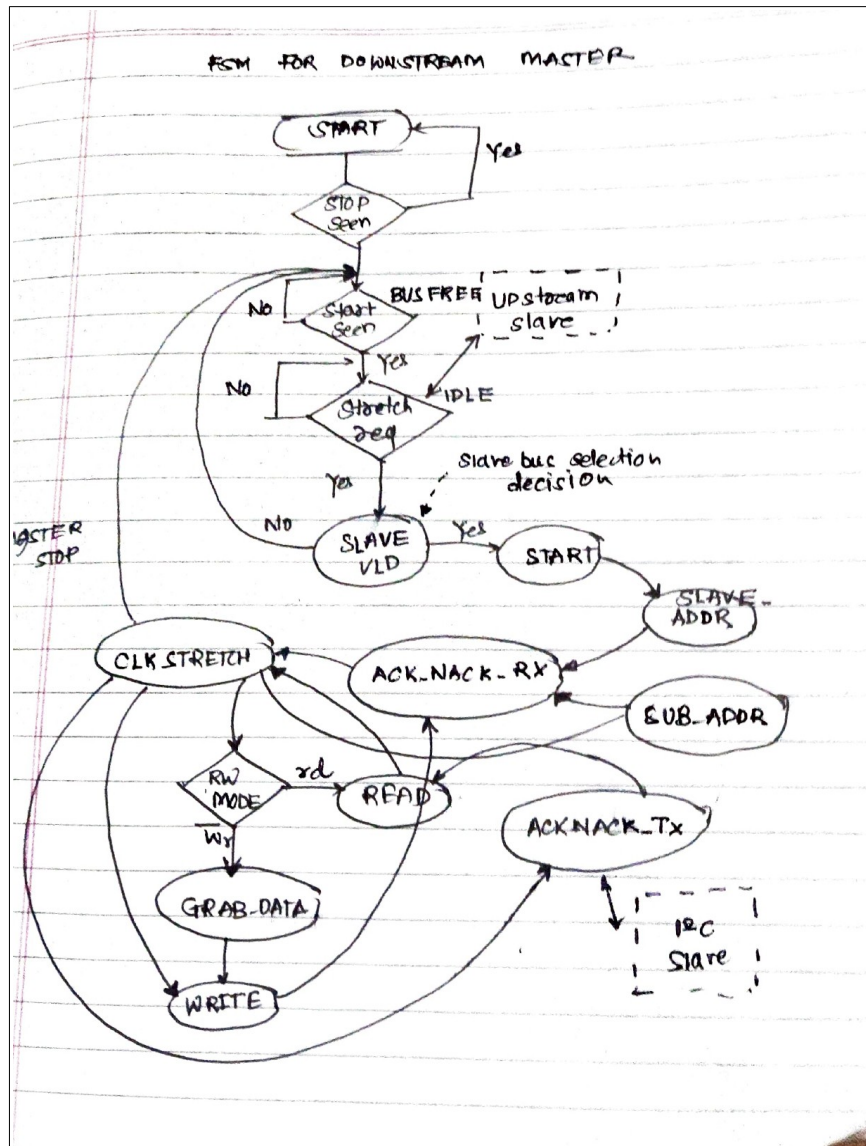 FSM FOR DOWNSTREAM MASTER
START
Yes
STOP
Seen
BUS FREE
UPstream
slave
No
Start
Seen
Yes
No
IDLE
Stretch
req
Slave bus selection
decision
Yes
No
SLAVE
VLD
Yes
START
ASTER
STOP
SLAVE_
ADDR
CLK STRETCH
ACK_NACK_RX
SUB_ADDR
RW
MODE
rd
READ
Wr
ACKNACK_TX
GRAB_DATA
I2C
Slave
WRITE